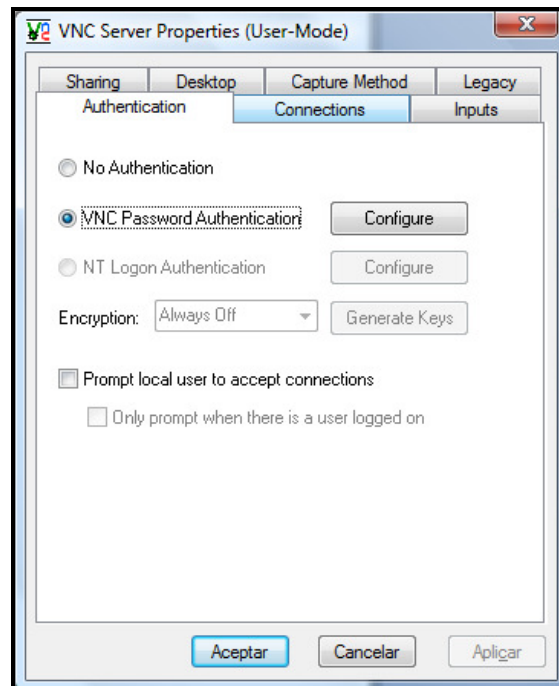 VNC Server Properties (User-Mode)
Sharing Desktop Capture Method Legacy
Authentication Connections Inputs
No Authentication
VNC Password Authentication Configure
NT Logon Authentication Configure
Encryption: Always Off Generate Keys
Prompt local user to accept connections
Only prompt when there is a user logged on
Aceptar Cancelar Aplicar